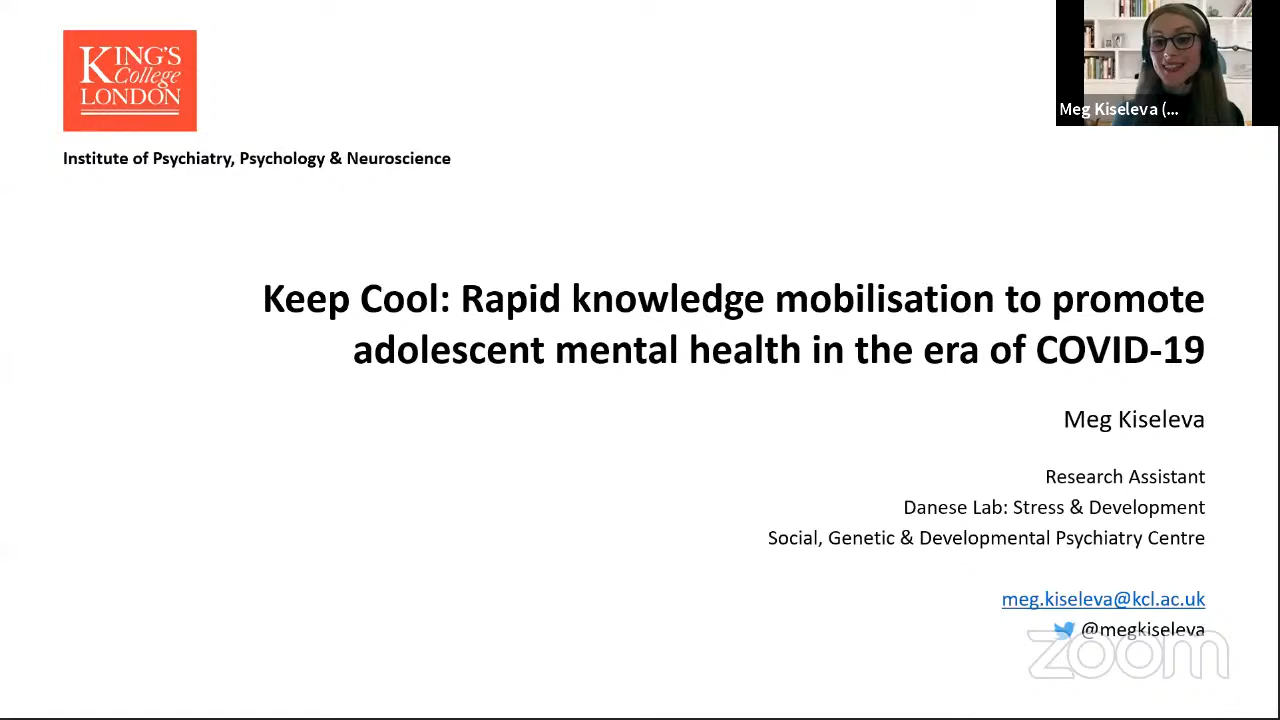 KING'S
College
LONDON
Meg Kiseleva (...
Institute of Psychiatry, Psychology & Neuroscience
Keep Cool: Rapid knowledge mobilisation to promote
adolescent mental health in the era of COVID-19
Meg Kiseleva
Research Assistant
Danese Lab: Stress & Development
Social, Genetic & Developmental Psychiatry Centre
meg.kiseleva@kcl.ac.uk
@megkiseleva
zoom